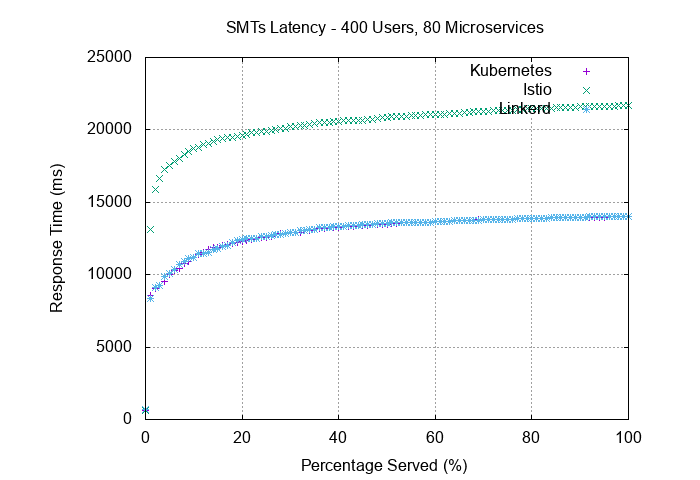 SMTs Latency - 400 Users, 80 Microservices
25000
20000
15000
10000
5000
0
Response Time (ms)
Kubernetes
Istio
Linkerd
0 20 40 60 80 100
Percentage Served (%)